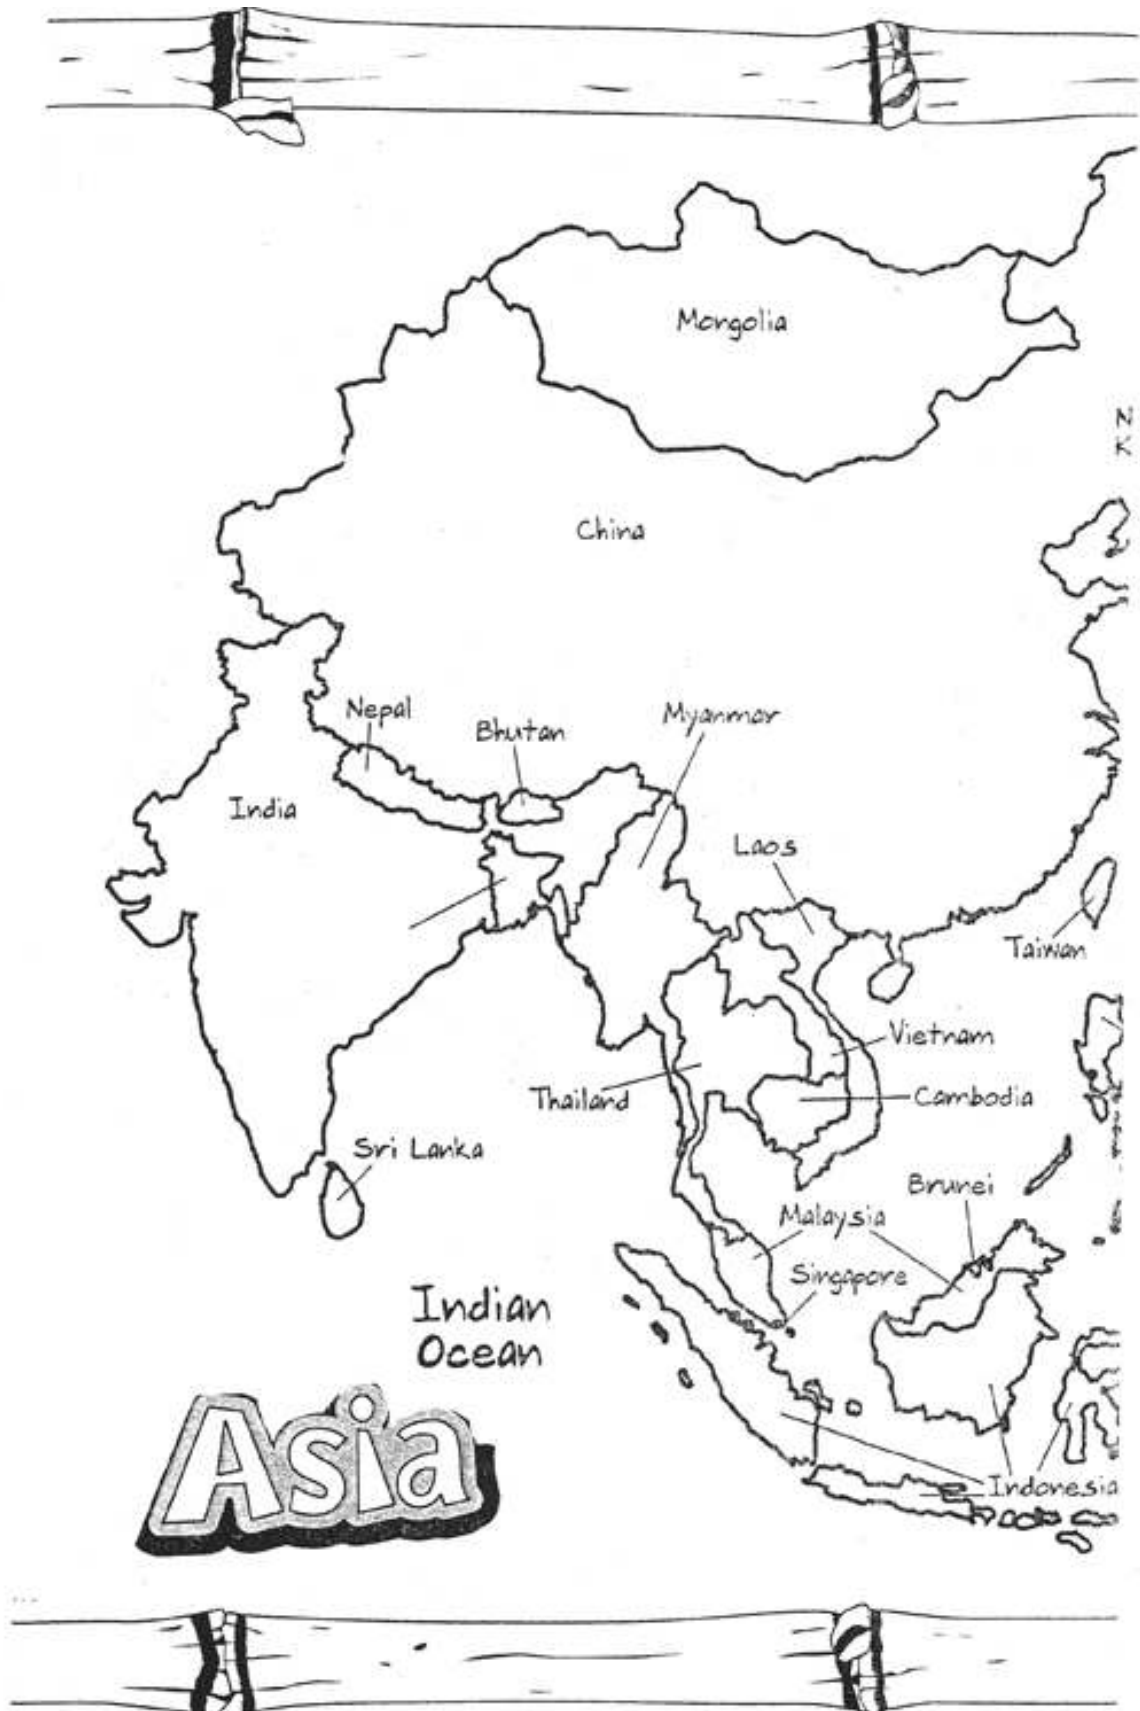 Mongolia
N
K
China
Nepal
Bhutan
Myanmar
India
Laos
Taiwan
Vietnam
Thailand
Cambodia
Sri Lanka
Brunei
Malaysia
Singapore
Indian
Ocean
Asia
Indonesia